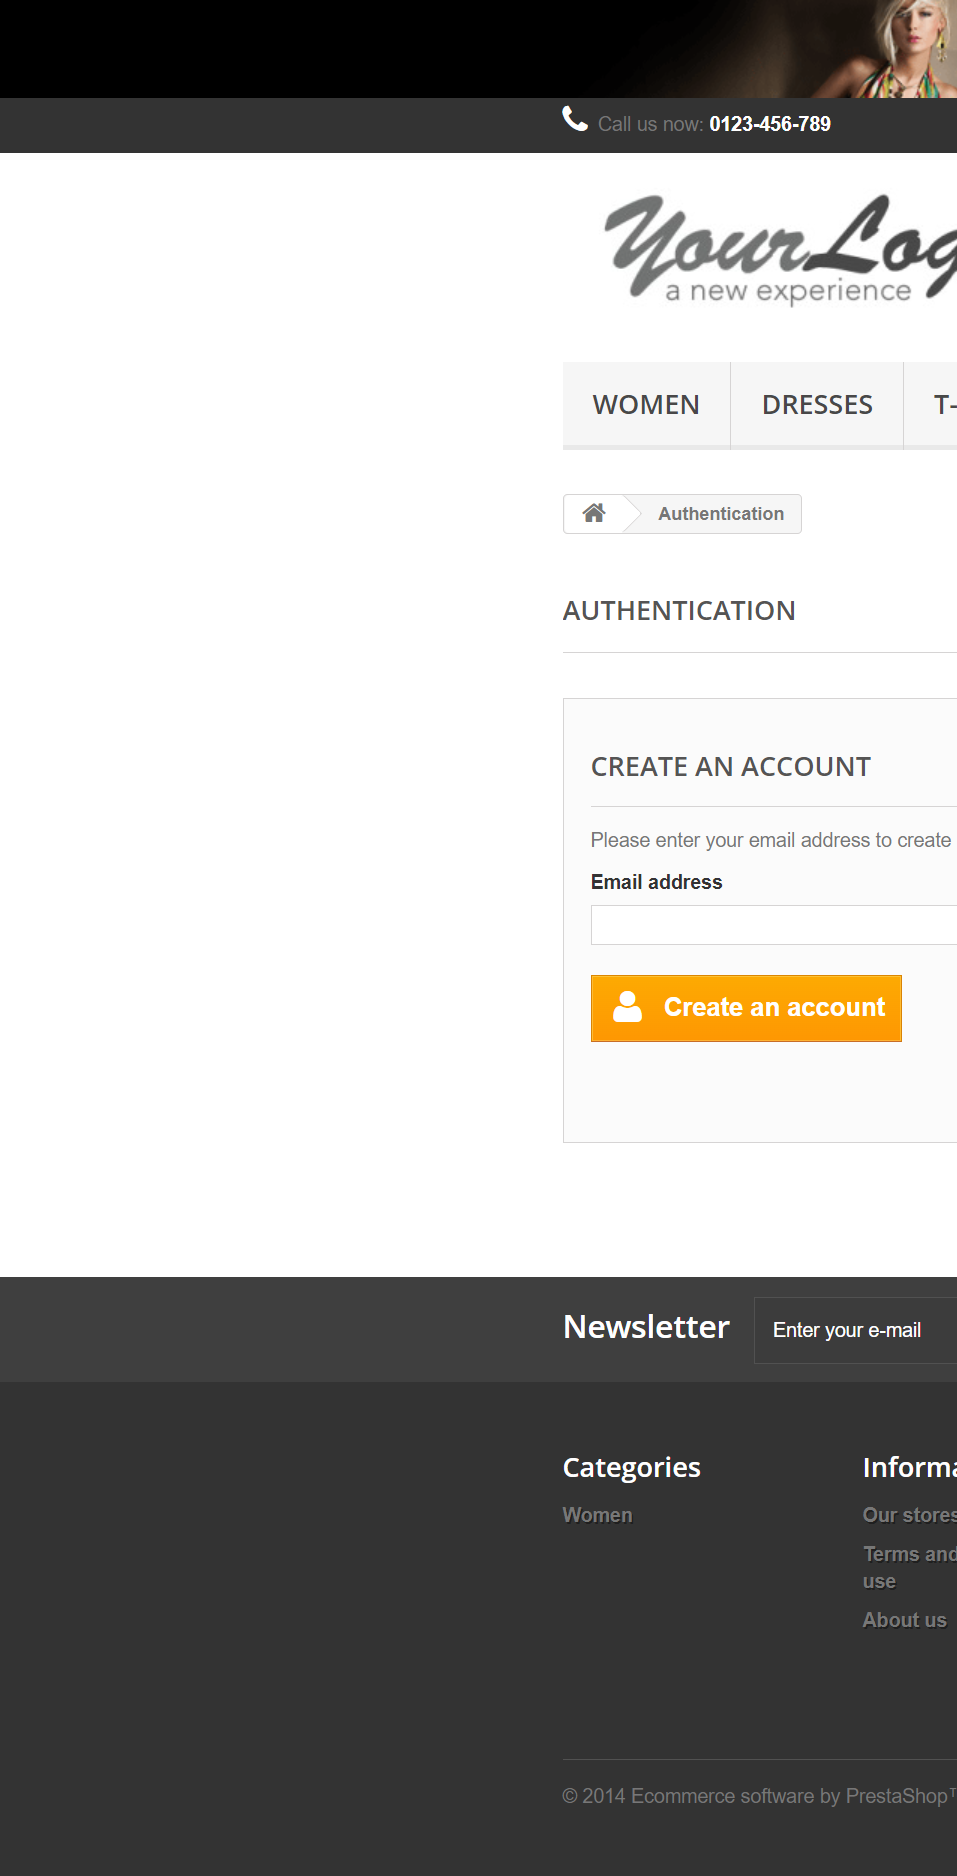 Call us now: 0123-456-789
YourLog
a new experience
WOMEN
DRESSES
T-
Authentication
AUTHENTICATION
CREATE AN ACCOUNT
Please enter your email address to create
Email address
Create an account
Newsletter
Enter your e-mail
Categories
Women
Informa
Our stores
Terms and
use
About us
© 2014 Ecommerce software by PrestaShop™